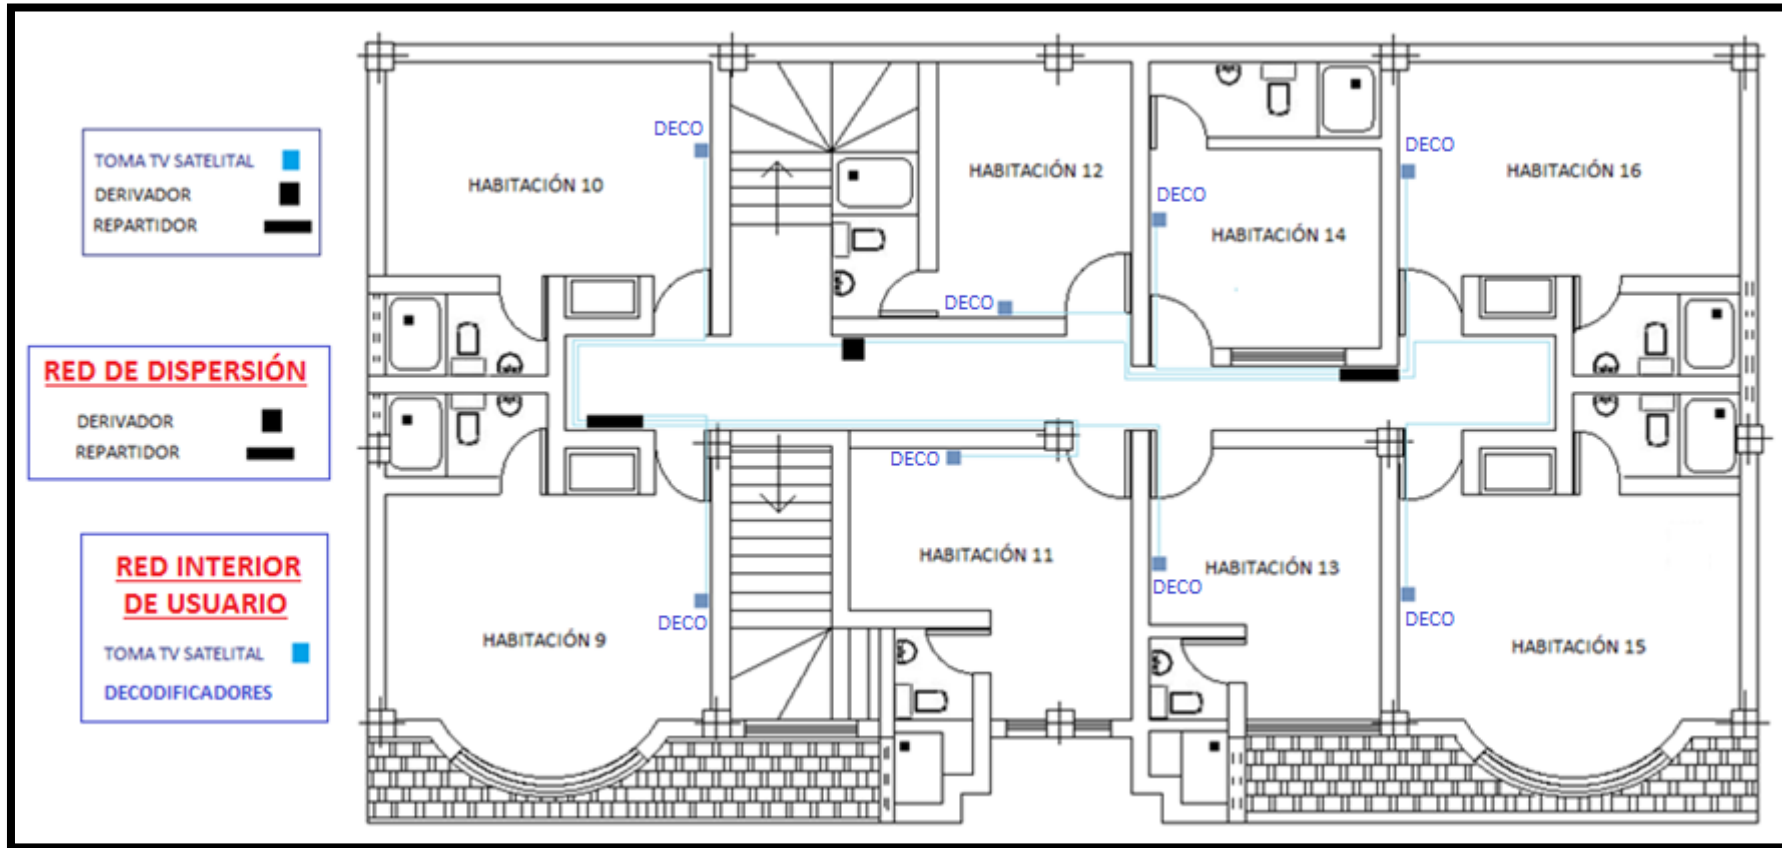 TOMA TV SATELITAL
DERIVADOR
REPARTIDOR
RED DE DISPERSIÓN
DERIVADOR
REPARTIDOR
RED INTERIOR
DE USUARIO
TOMA TV SATELITAL
DECODIFICADORES
DECO
HABITACIÓN 10
HABITACIÓN 12
DECO
DECO
HABITACIÓN 14
DECO
HABITACIÓN 16
DECO
HABITACIÓN 9
DECO
HABITACIÓN 11
DECO
HABITACIÓN 13
DECO
HABITACIÓN 15